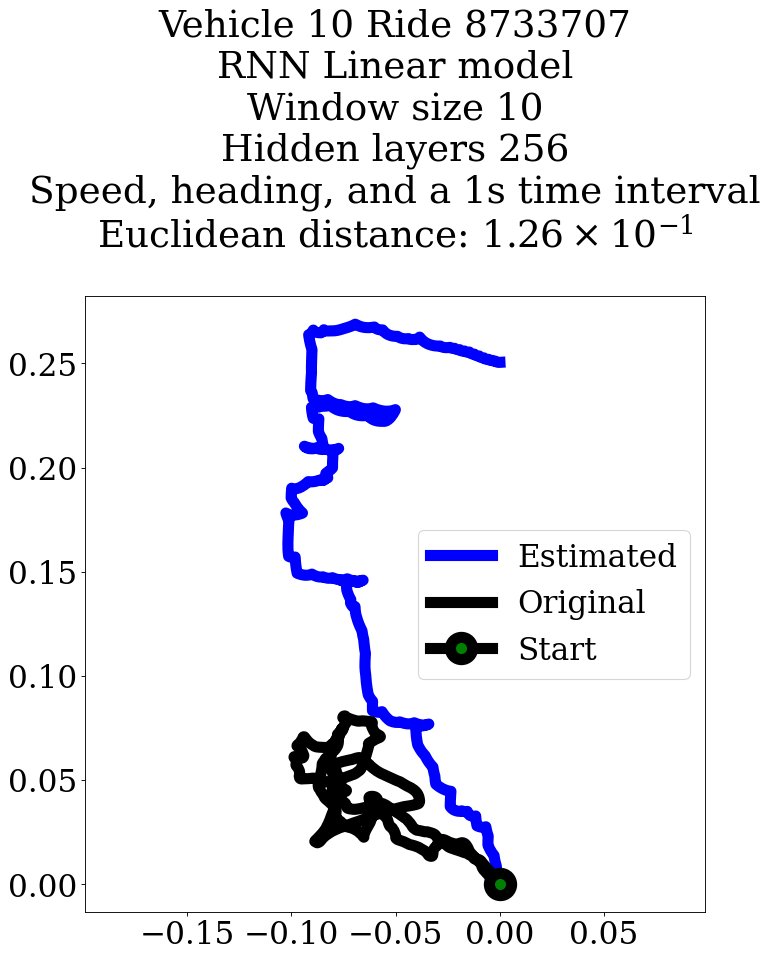 Vehicle 10 Ride 8733707
RNN Linear model
Window size 10
Hidden layers 256
Speed, heading, and a 1s time interval
Euclidean distance: 1.26 × 10⁻¹
0.25
0.20
0.15
0.10
0.05
0.00
Estimated
Original
Start
−0.15 −0.10 −0.05 0.00 0.05